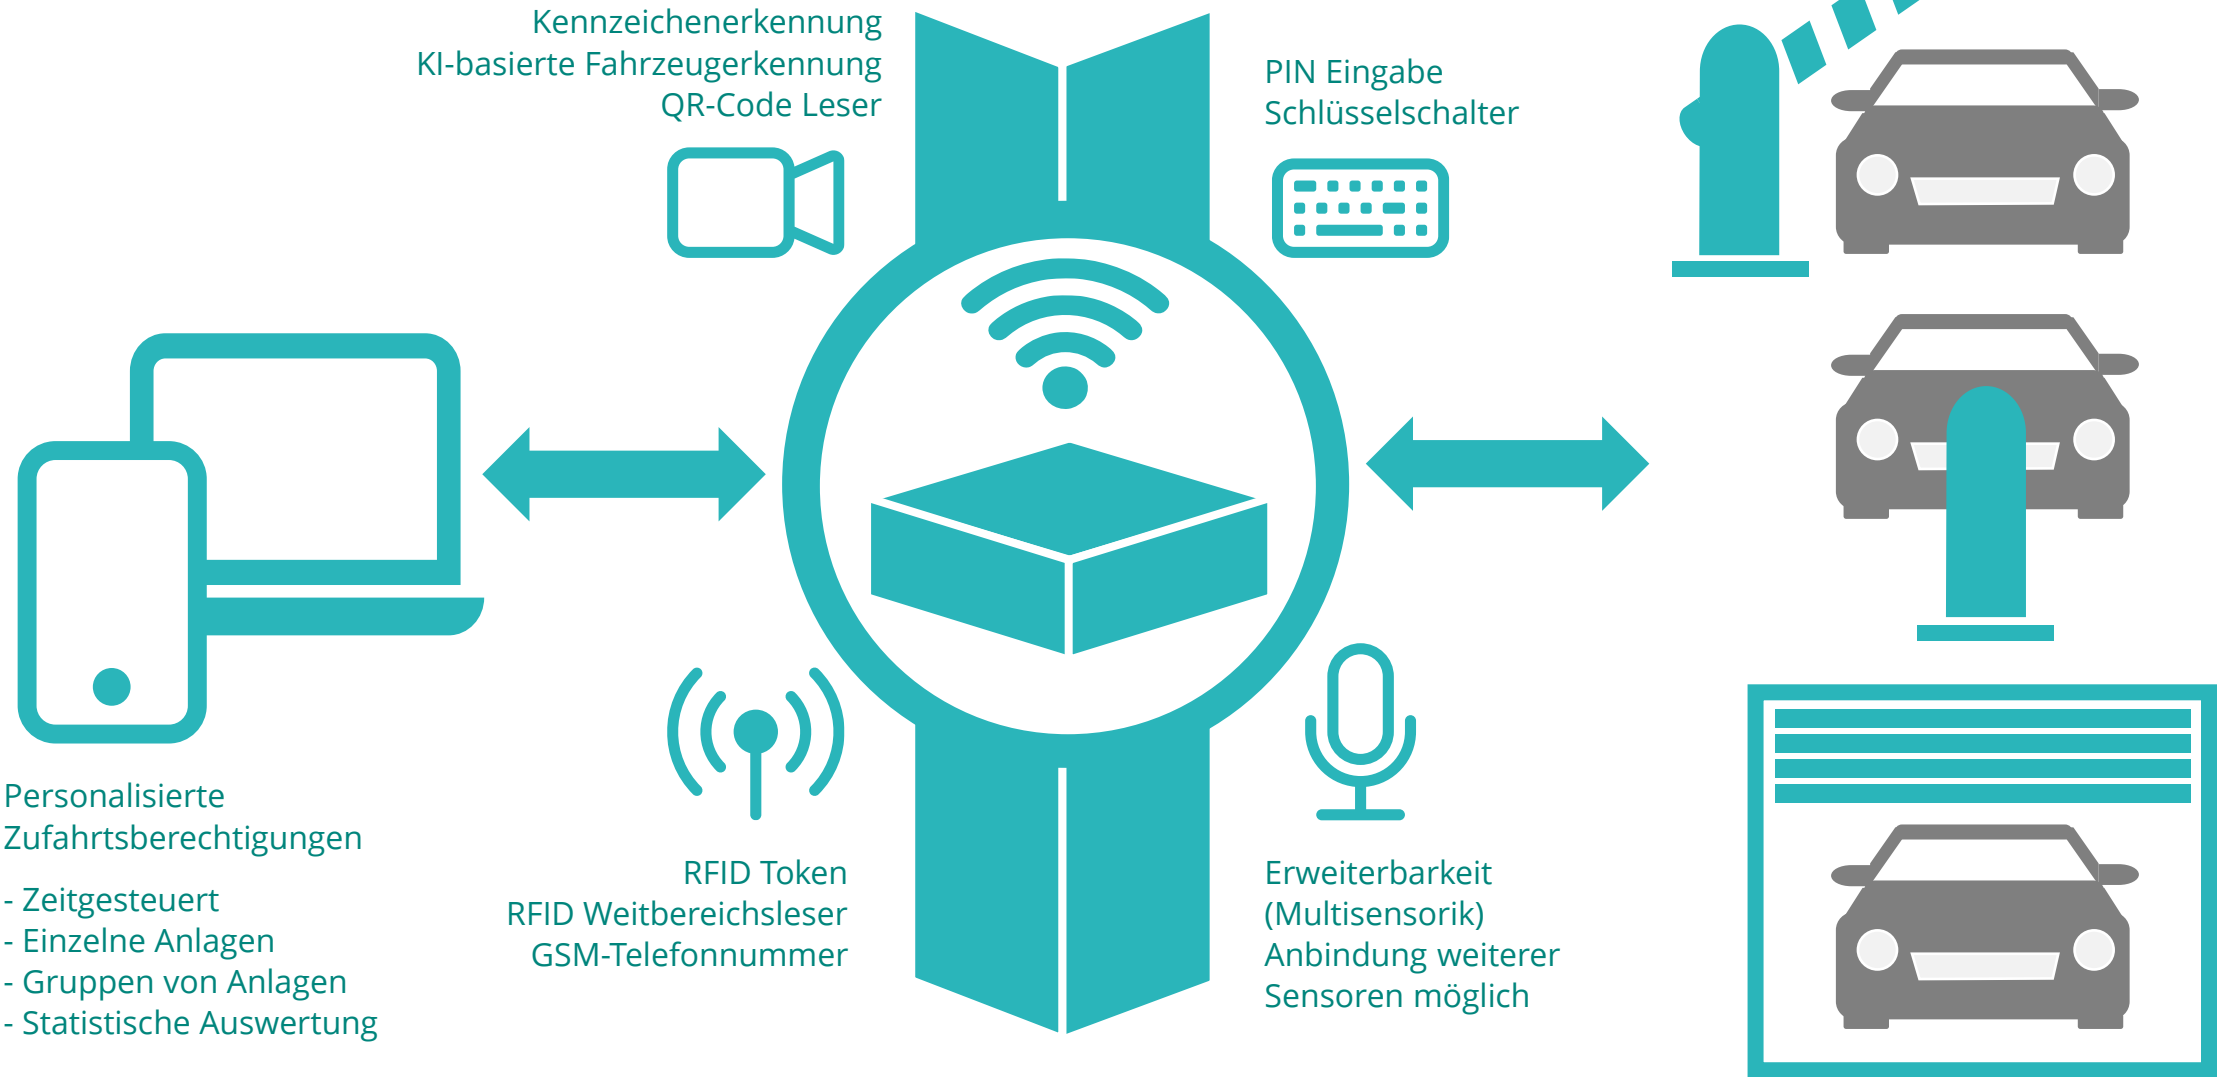 Kennzeichenerkennung
KI-basierte Fahrzeugerkennung
QR-Code Leser
PIN Eingabe
Schlüsselschalter
Personalisierte
Zufahrtsberechtigungen
- Zeitgesteuert
- Einzelne Anlagen
- Gruppen von Anlagen
- Statistische Auswertung
RFID Token
RFID Weitbereichsleser
GSM-Telefonnummer
Erweiterbarkeit
(Multisensorik)
Anbindung weiterer
Sensoren möglich